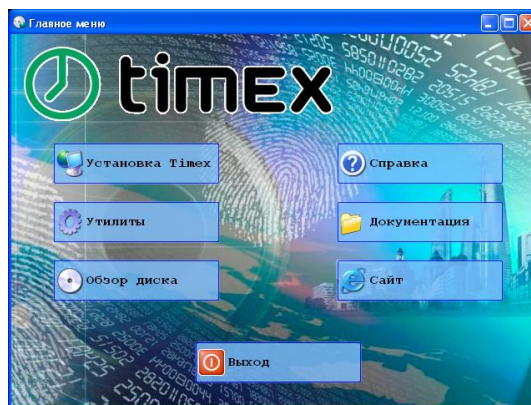 Главное меню
timex
Установка Timex
Справка
Утилиты
Документация
Обзор диска
Сайт
Выход